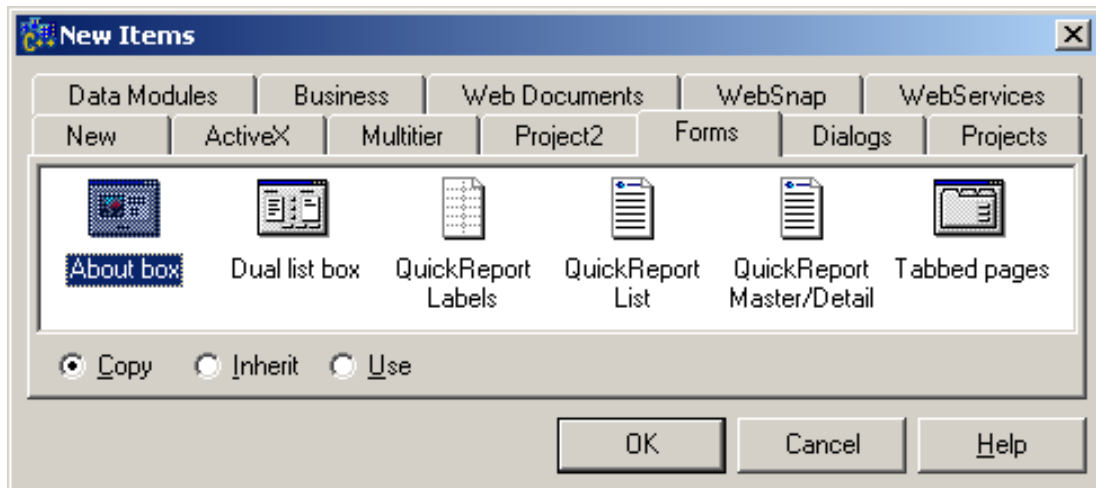 New Items
Data Modules Business Web Documents WebSnap WebServices
New ActiveX Multitier Project2 Forms Dialogs Projects
About box Dual list box QuickReport QuickReport QuickReport Tabbed pages
Labels List Master/Detail
Copy Inherit Use
OK Cancel Help